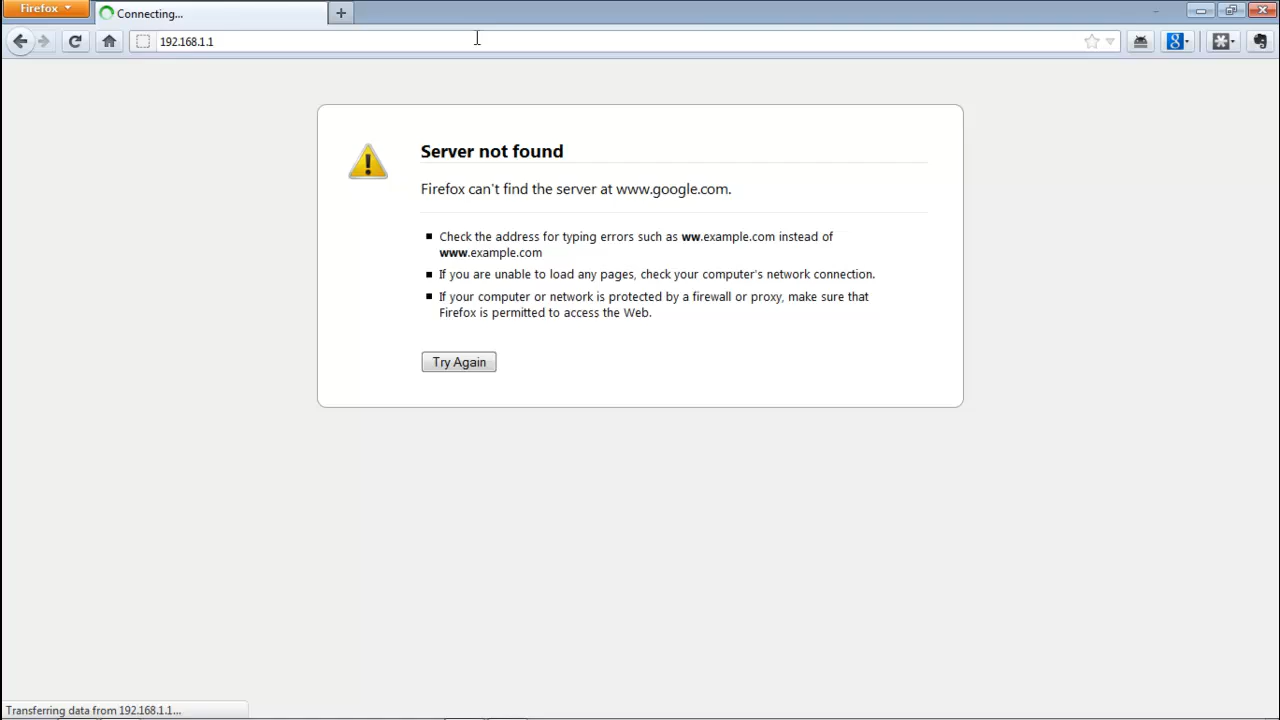 Firefox
Connecting...
192.168.1.1
8
Server not found
Firefox can't find the server at www.google.com.
Check the address for typing errors such as ww.example.com instead of
www.example.com
If you are unable to load any pages, check your computer's network connection.
If your computer or network is protected by a firewall or proxy, make sure that
Firefox is permitted to access the Web.
Try Again
Transferring data from 192.168.1.1...